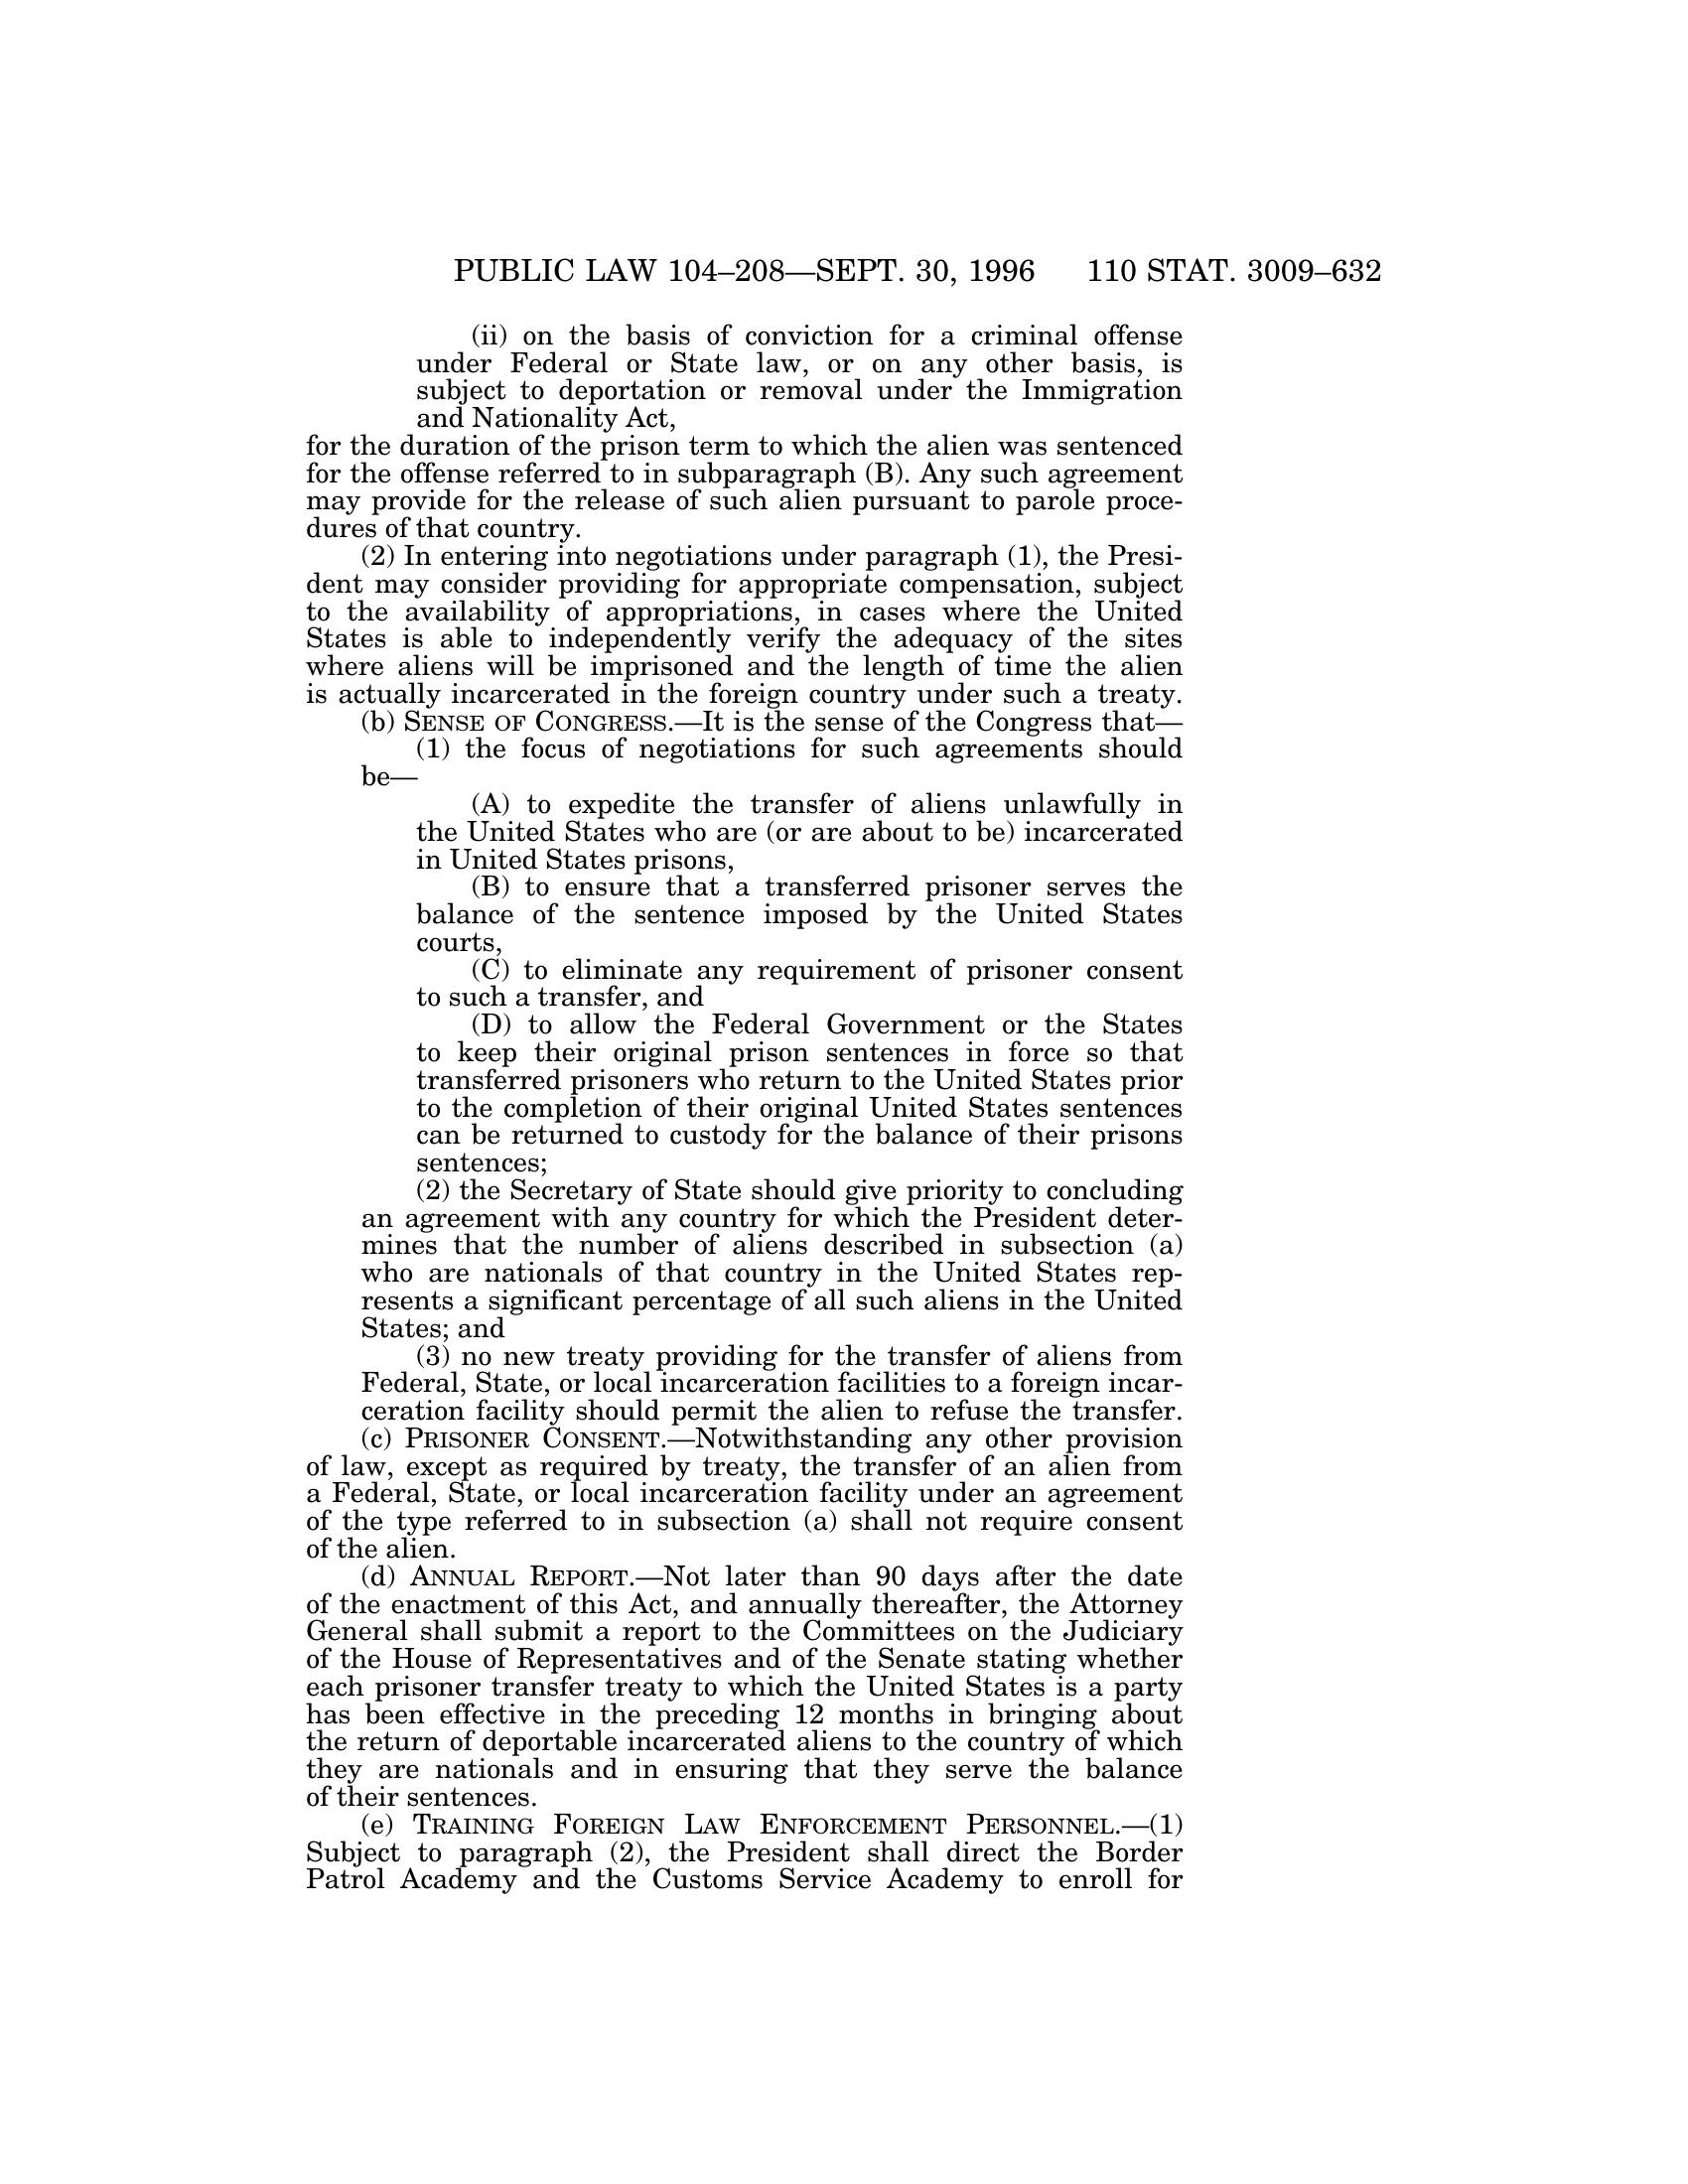 PUBLIC LAW 104–208—SEPT. 30, 1996 110 STAT. 3009–632
(ii) on the basis of conviction for a criminal offense
under Federal or State law, or on any other basis, is
subject to deportation or removal under the Immigration
and Nationality Act,
for the duration of the prison term to which the alien was sentenced
for the offense referred to in subparagraph (B). Any such agreement
may provide for the release of such alien pursuant to parole proce-
dures of that country.
(2) In entering into negotiations under paragraph (1), the Presi-
dent may consider providing for appropriate compensation, subject
to the availability of appropriations, in cases where the United
States is able to independently verify the adequacy of the sites
where aliens will be imprisoned and the length of time the alien
is actually incarcerated in the foreign country under such a treaty.
(b) SENSE OF CONGRESS.—It is the sense of the Congress that—
(1) the focus of negotiations for such agreements should
be—
(A) to expedite the transfer of aliens unlawfully in
the United States who are (or are about to be) incarcerated
in United States prisons,
(B) to ensure that a transferred prisoner serves the
balance of the sentence imposed by the United States
courts,
(C) to eliminate any requirement of prisoner consent
to such a transfer, and
(D) to allow the Federal Government or the States
to keep their original prison sentences in force so that
transferred prisoners who return to the United States prior
to the completion of their original United States sentences
can be returned to custody for the balance of their prisons
sentences;
(2) the Secretary of State should give priority to concluding
an agreement with any country for which the President deter-
mines that the number of aliens described in subsection (a)
who are nationals of that country in the United States rep-
resents a significant percentage of all such aliens in the United
States; and
(3) no new treaty providing for the transfer of aliens from
Federal, State, or local incarceration facilities to a foreign incar-
ceration facility should permit the alien to refuse the transfer.
(c) PRISONER CONSENT.—Notwithstanding any other provision
of law, except as required by treaty, the transfer of an alien from
a Federal, State, or local incarceration facility under an agreement
of the type referred to in subsection (a) shall not require consent
of the alien.
(d) ANNUAL REPORT.—Not later than 90 days after the date
of the enactment of this Act, and annually thereafter, the Attorney
General shall submit a report to the Committees on the Judiciary
of the House of Representatives and of the Senate stating whether
each prisoner transfer treaty to which the United States is a party
has been effective in the preceding 12 months in bringing about
the return of deportable incarcerated aliens to the country of which
they are nationals and in ensuring that they serve the balance
of their sentences.
(e) TRAINING FOREIGN LAW ENFORCEMENT PERSONNEL.—(1)
Subject to paragraph (2), the President shall direct the Border
Patrol Academy and the Customs Service Academy to enroll for